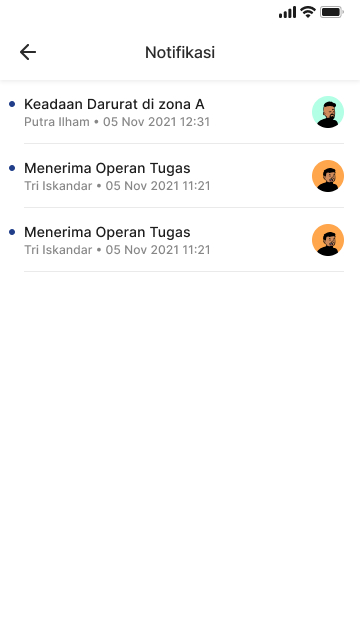 Notifikasi
Keadaan Darurat di zona A
Putra Ilham • 05 Nov 2021 12:31
Menerima Operan Tugas
Tri Iskandar • 05 Nov 2021 11:21
Menerima Operan Tugas
Tri Iskandar • 05 Nov 2021 11:21